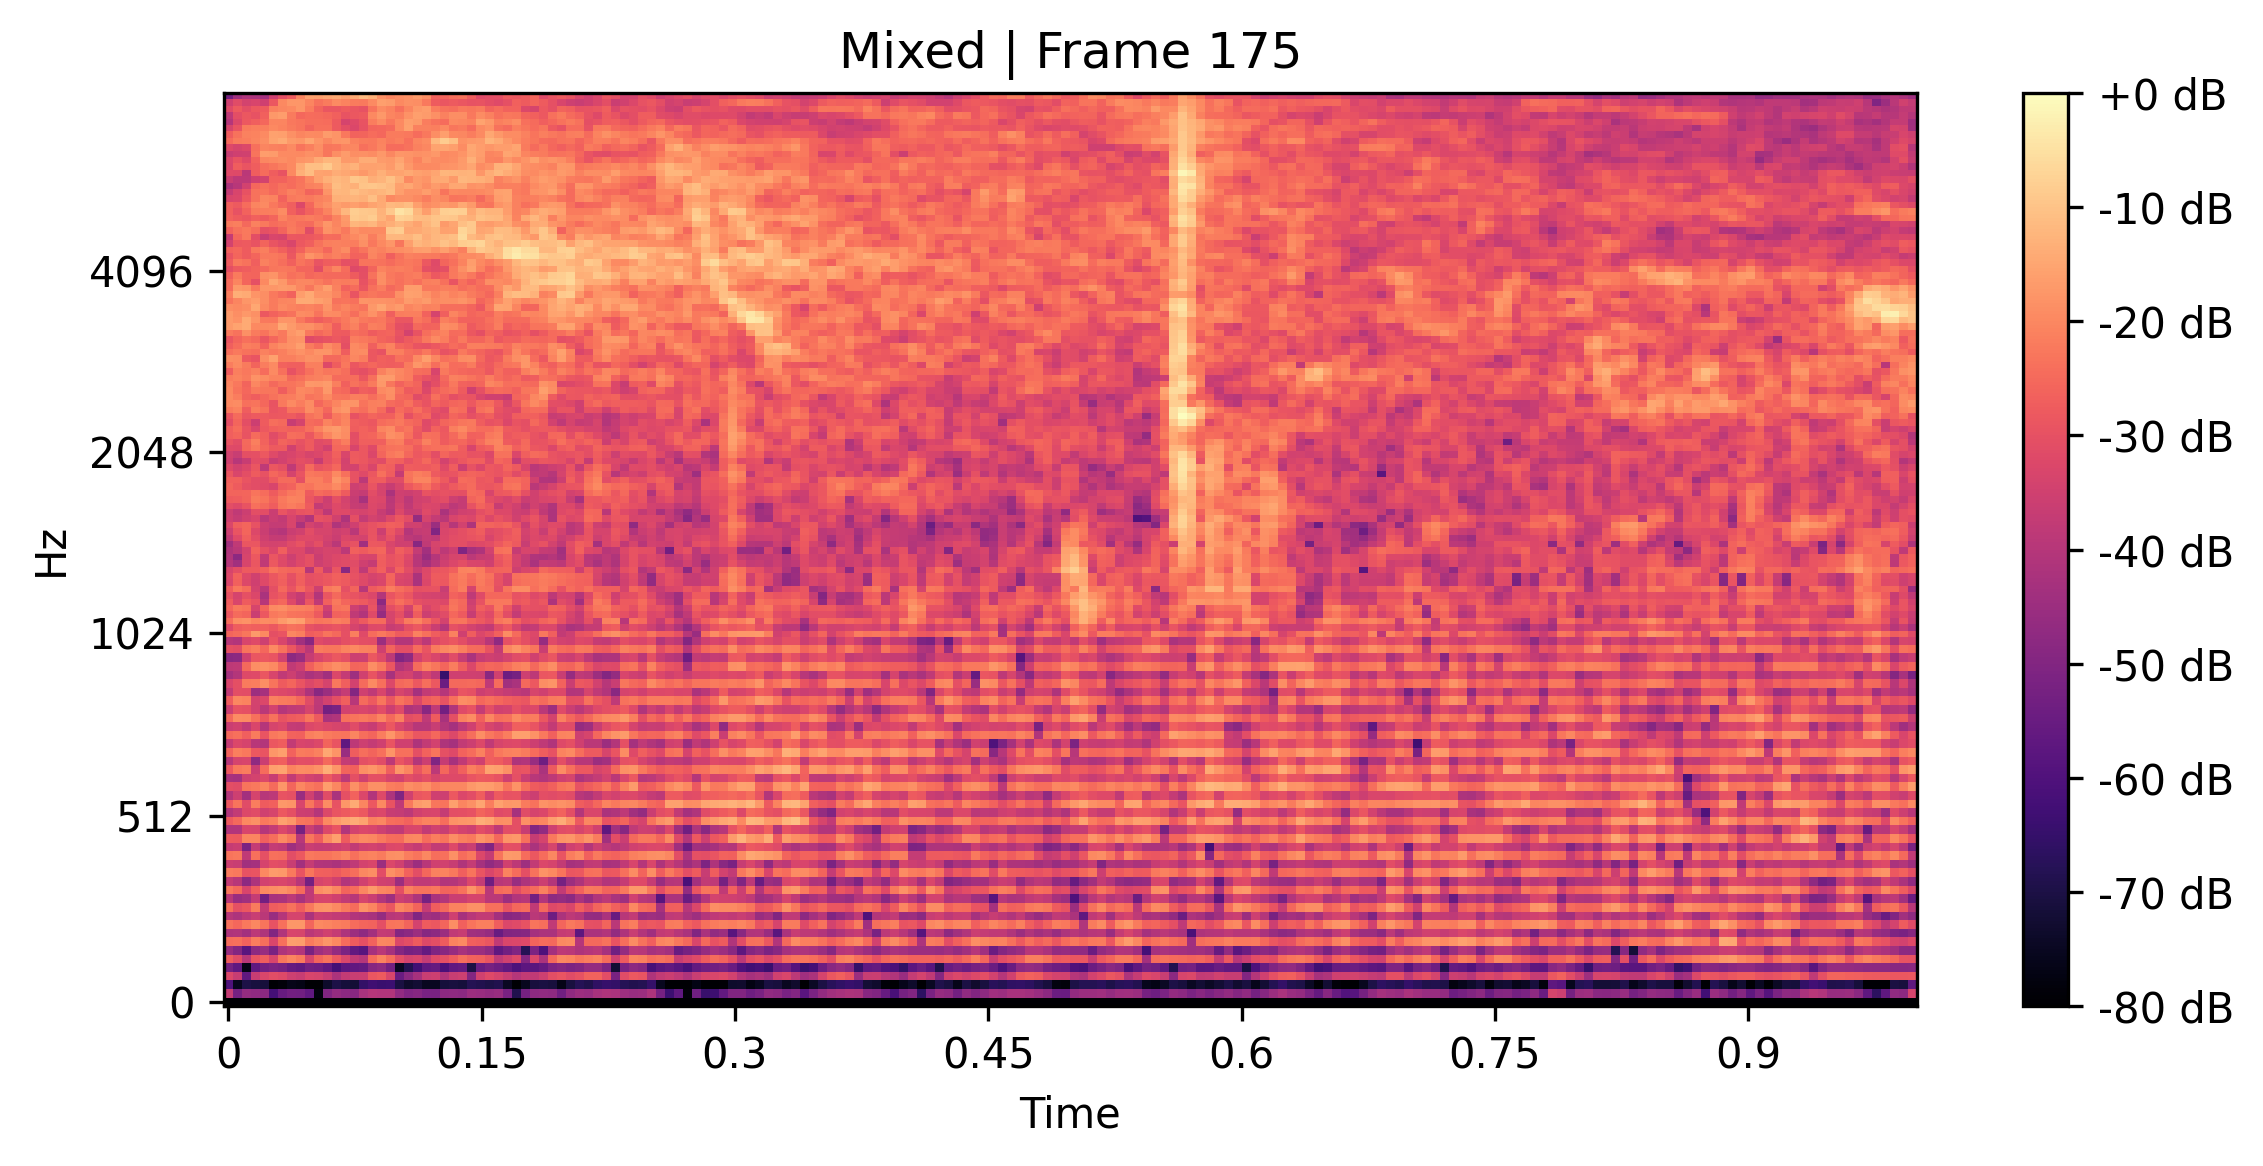 Mixed | Frame 175
+0 dB
-10 dB
-20 dB
-30 dB
-40 dB
-50 dB
-60 dB
-70 dB
-80 dB
Hz
4096
2048
1024
512
0
0
0.15
0.3
0.45
0.6
0.75
0.9
Time